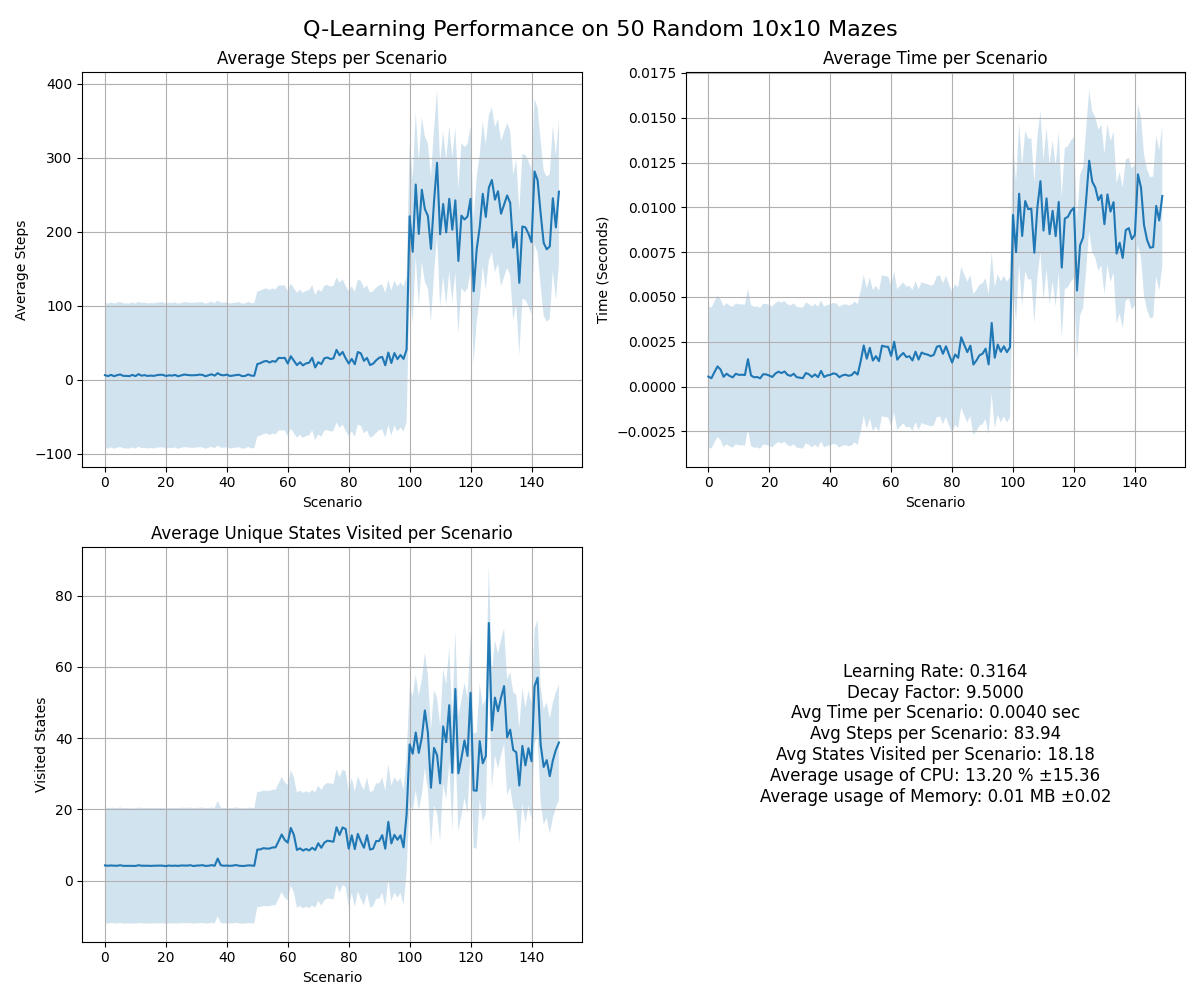 Q-Learning Performance on 50 Random 10x10 Mazes
Average Steps per Scenario
400
300
200
100
0
−100
Average Steps
0 20 40 60 80 100 120 140
Scenario
Average Time per Scenario
0.0175
0.0150
0.0125
0.0100
0.0075
0.0050
0.0025
0.0000
−0.0025
Time (Seconds)
0 20 40 60 80 100 120 140
Scenario
Average Unique States Visited per Scenario
80
60
40
20
0
Visited States
0 20 40 60 80 100 120 140
Scenario
Learning Rate: 0.3164
Decay Factor: 9.5000
Avg Time per Scenario: 0.0040 sec
Avg Steps per Scenario: 83.94
Avg States Visited per Scenario: 18.18
Average usage of CPU: 13.20 % ±15.36
Average usage of Memory: 0.01 MB ±0.02